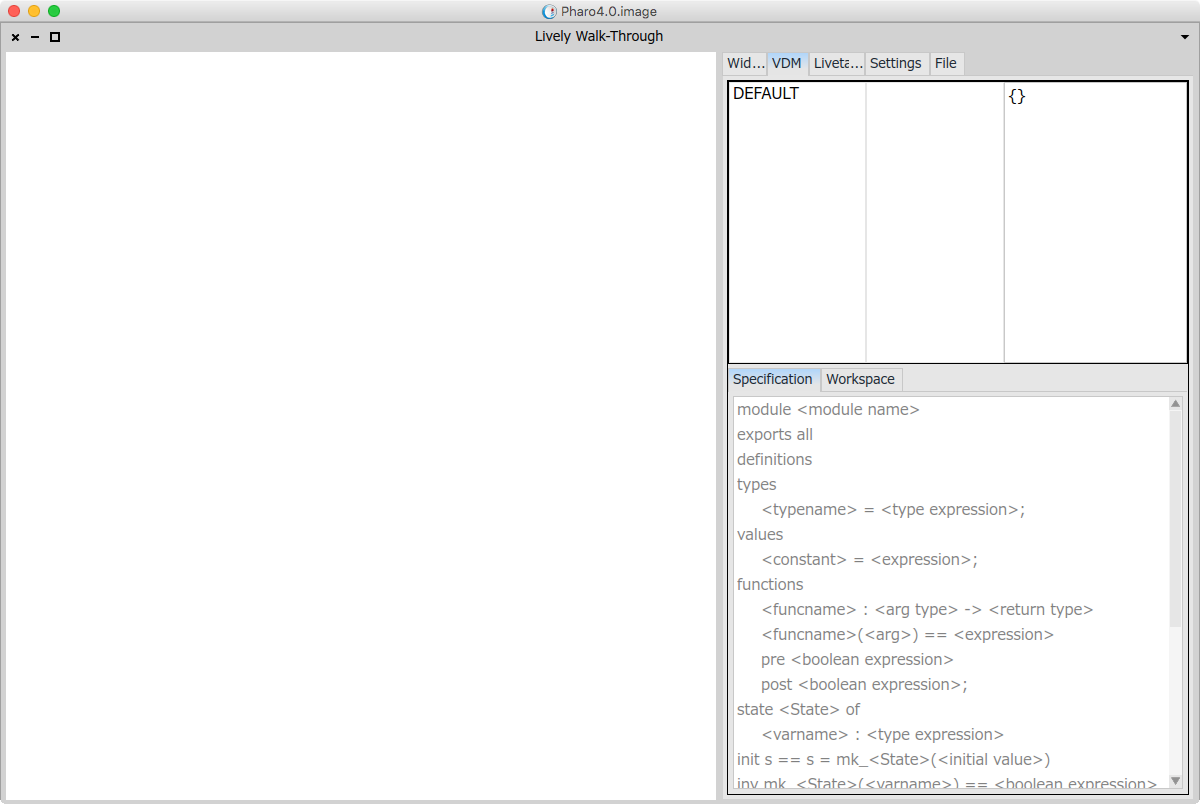 Pharo4.0.image
Lively Walk-Through
Wid... VDM Liveta... Settings File
DEFAULT {}
Specification Workspace
module <module name>
exports all
definitions
types
<typename> = <type expression>;
values
<constant> = <expression>;
functions
<funcname> : <arg type> -> <return type>
<funcname>(<arg>) == <expression>
pre <boolean expression>
post <boolean expression>;
state <State> of
<varname> : <type expression>
init s == s = mk_<State>(<initial value>)
inv mk_<State>(<varname>) == <boolean expression>